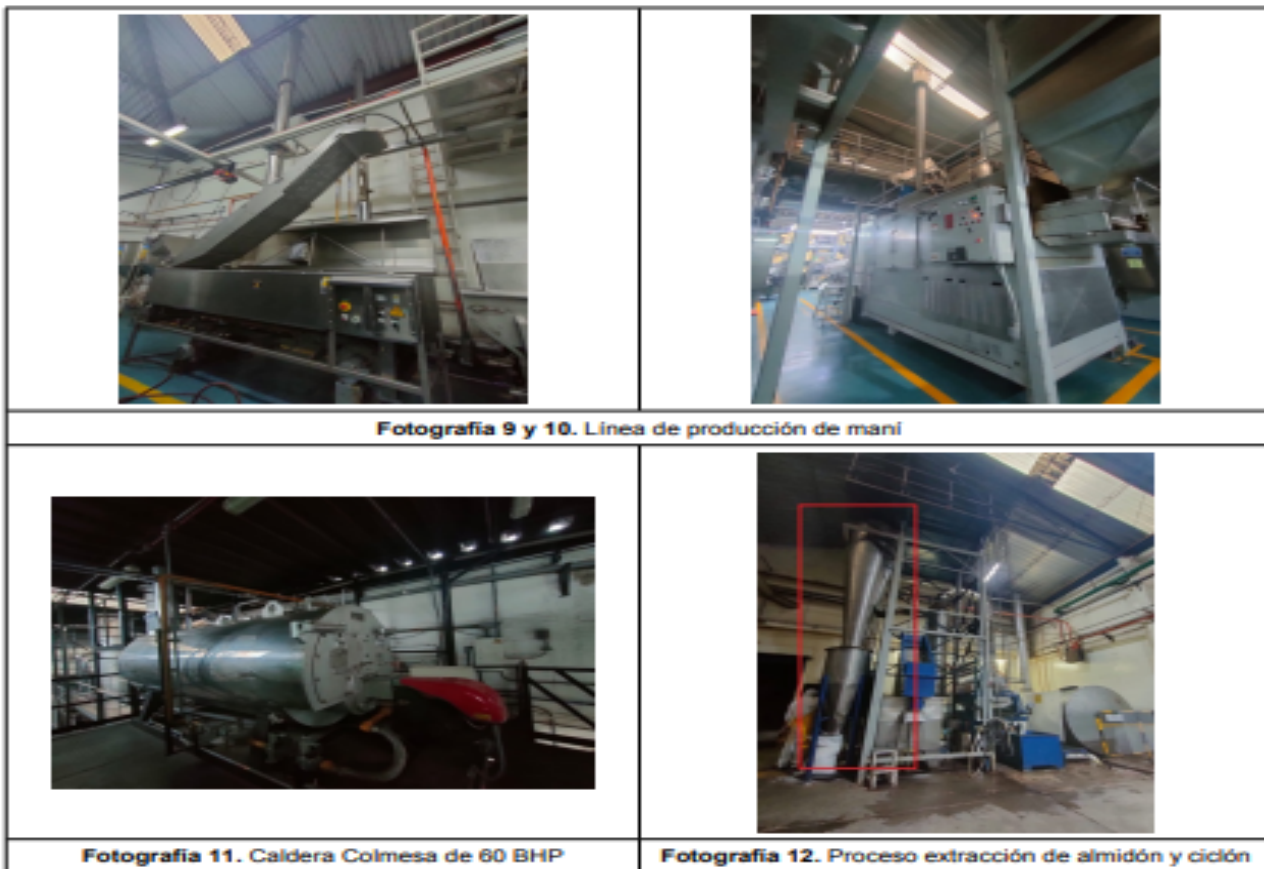 Fotografía 9 y 10. Línea de producción de maní
Fotografía 11. Caldera Colmesa de 60 BHP
Fotografía 12. Proceso extracción de almidón y ciclón